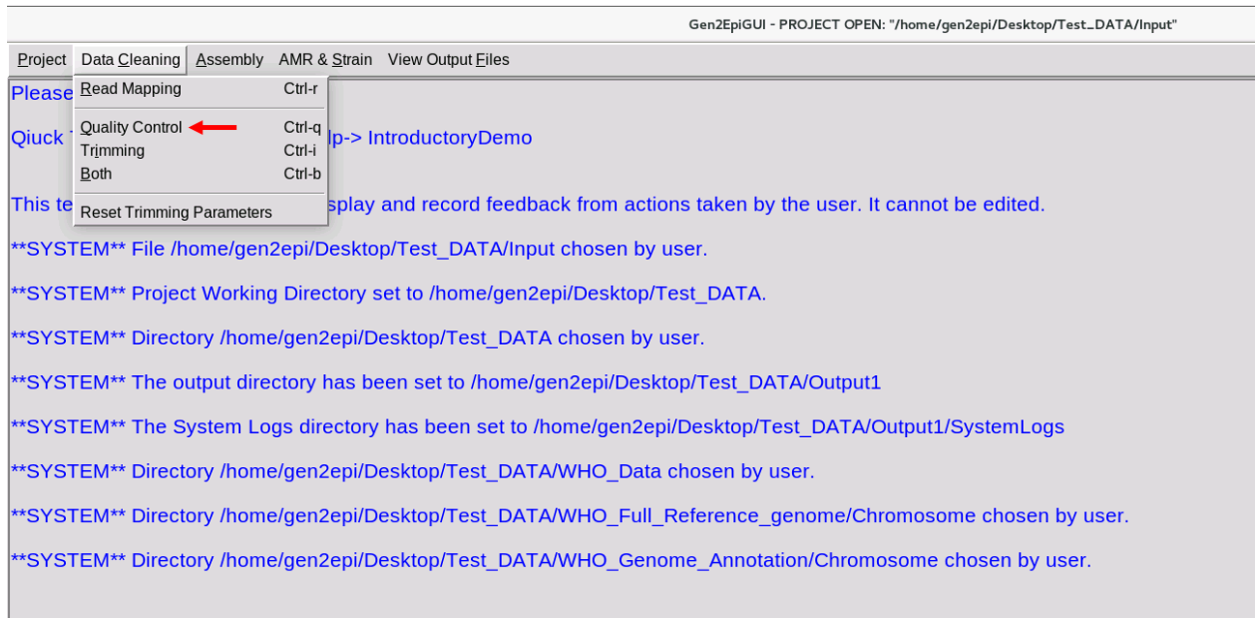 Gen2EpiGUI - PROJECT OPEN: "/home/gen2epi/Desktop/Test_DATA/Input"
Project Data Cleaning Assembly AMR & Strain View Output Files
Read Mapping Ctrl-r
Quality Control Ctrl-q
Trimming Ctrl-i
Both Ctrl-b
Reset Trimming Parameters
Please
Qiuck lp-> IntroductoryDemo
This te splay and record feedback from actions taken by the user. It cannot be edited.
**SYSTEM** File /home/gen2epi/Desktop/Test_DATA/Input chosen by user.
**SYSTEM** Project Working Directory set to /home/gen2epi/Desktop/Test_DATA.
**SYSTEM** Directory /home/gen2epi/Desktop/Test_DATA chosen by user.
**SYSTEM** The output directory has been set to /home/gen2epi/Desktop/Test_DATA/Output1
**SYSTEM** The System Logs directory has been set to /home/gen2epi/Desktop/Test_DATA/Output1/SystemLogs
**SYSTEM** Directory /home/gen2epi/Desktop/Test_DATA/WHO_Data chosen by user.
**SYSTEM** Directory /home/gen2epi/Desktop/Test_DATA/WHO_Full_Reference_genome/Chromosome chosen by user.
**SYSTEM** Directory /home/gen2epi/Desktop/Test_DATA/WHO_Genome_Annotation/Chromosome chosen by user.